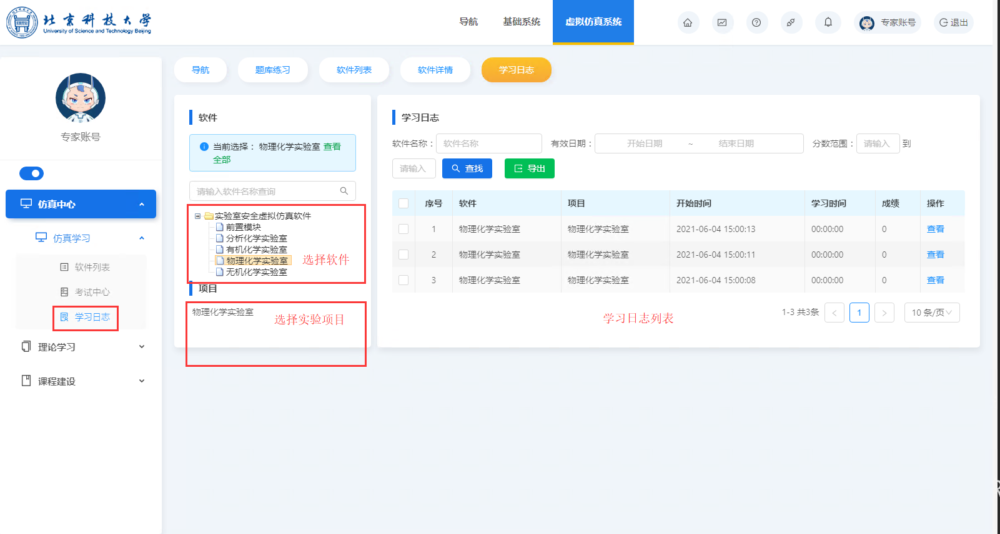 北京科技大学
University of Science and Technology Beijing
导航 基础系统 虚拟仿真系统 专家账号 退出
专家账号
仿真中心
仿真学习
软件列表
考试中心
学习日志
理论学习
课程建设
导航 题库练习 软件列表 软件详情 学习日志
软件
当前选择： 物理化学实验室 查看
全部
请输入软件名称查询
实验室安全虚拟仿真软件
前置模块
分析化学实验室
有机化学实验室
物理化学实验室
无机化学实验室
选择软件
项目
物理化学实验室
选择实验项目
学习日志
软件名称： 软件名称 有效日期： 开始日期 ~ 结束日期 分数范围： 请输入 到
请输入 查找 导出
序号 软件 项目 开始时间 学习时间 成绩 操作
1 物理化学实验室 物理化学实验室 2021-06-04 15:00:13 00:00:00 0 查看
2 物理化学实验室 物理化学实验室 2021-06-04 15:00:11 00:00:00 0 查看
3 物理化学实验室 物理化学实验室 2021-06-04 15:00:08 00:00:00 0 查看
学习日志列表
1-3 共3条 < 1 > 10 条/页